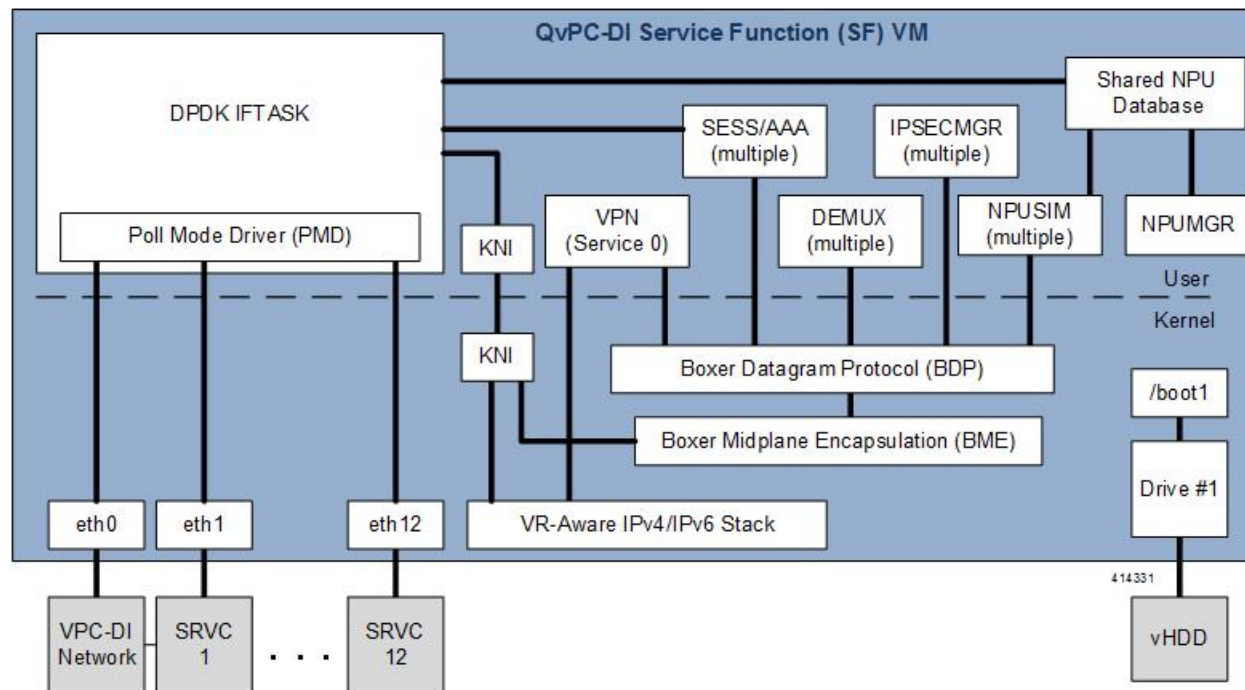 QvPC-DI Service Function (SF) VM
DPDK IFTASK
Poll Mode Driver (PMD)
Shared NPU
Database
SESS/AAA
(multiple)
IPSECMGR
(multiple)
VPN
(Service 0)
DEMUX
(multiple)
NPUSIM
(multiple)
NPUMGR
KNI
User
Kernel
KNI
Boxer Datagram Protocol (BDP)
/boot1
Boxer Midplane Encapsulation (BME)
Drive #1
eth0
eth1
eth12
VR-Aware IPv4/IPv6 Stack
414331
VPC-DI
Network
SRVC
1
. . .
SRVC
12
vHDD